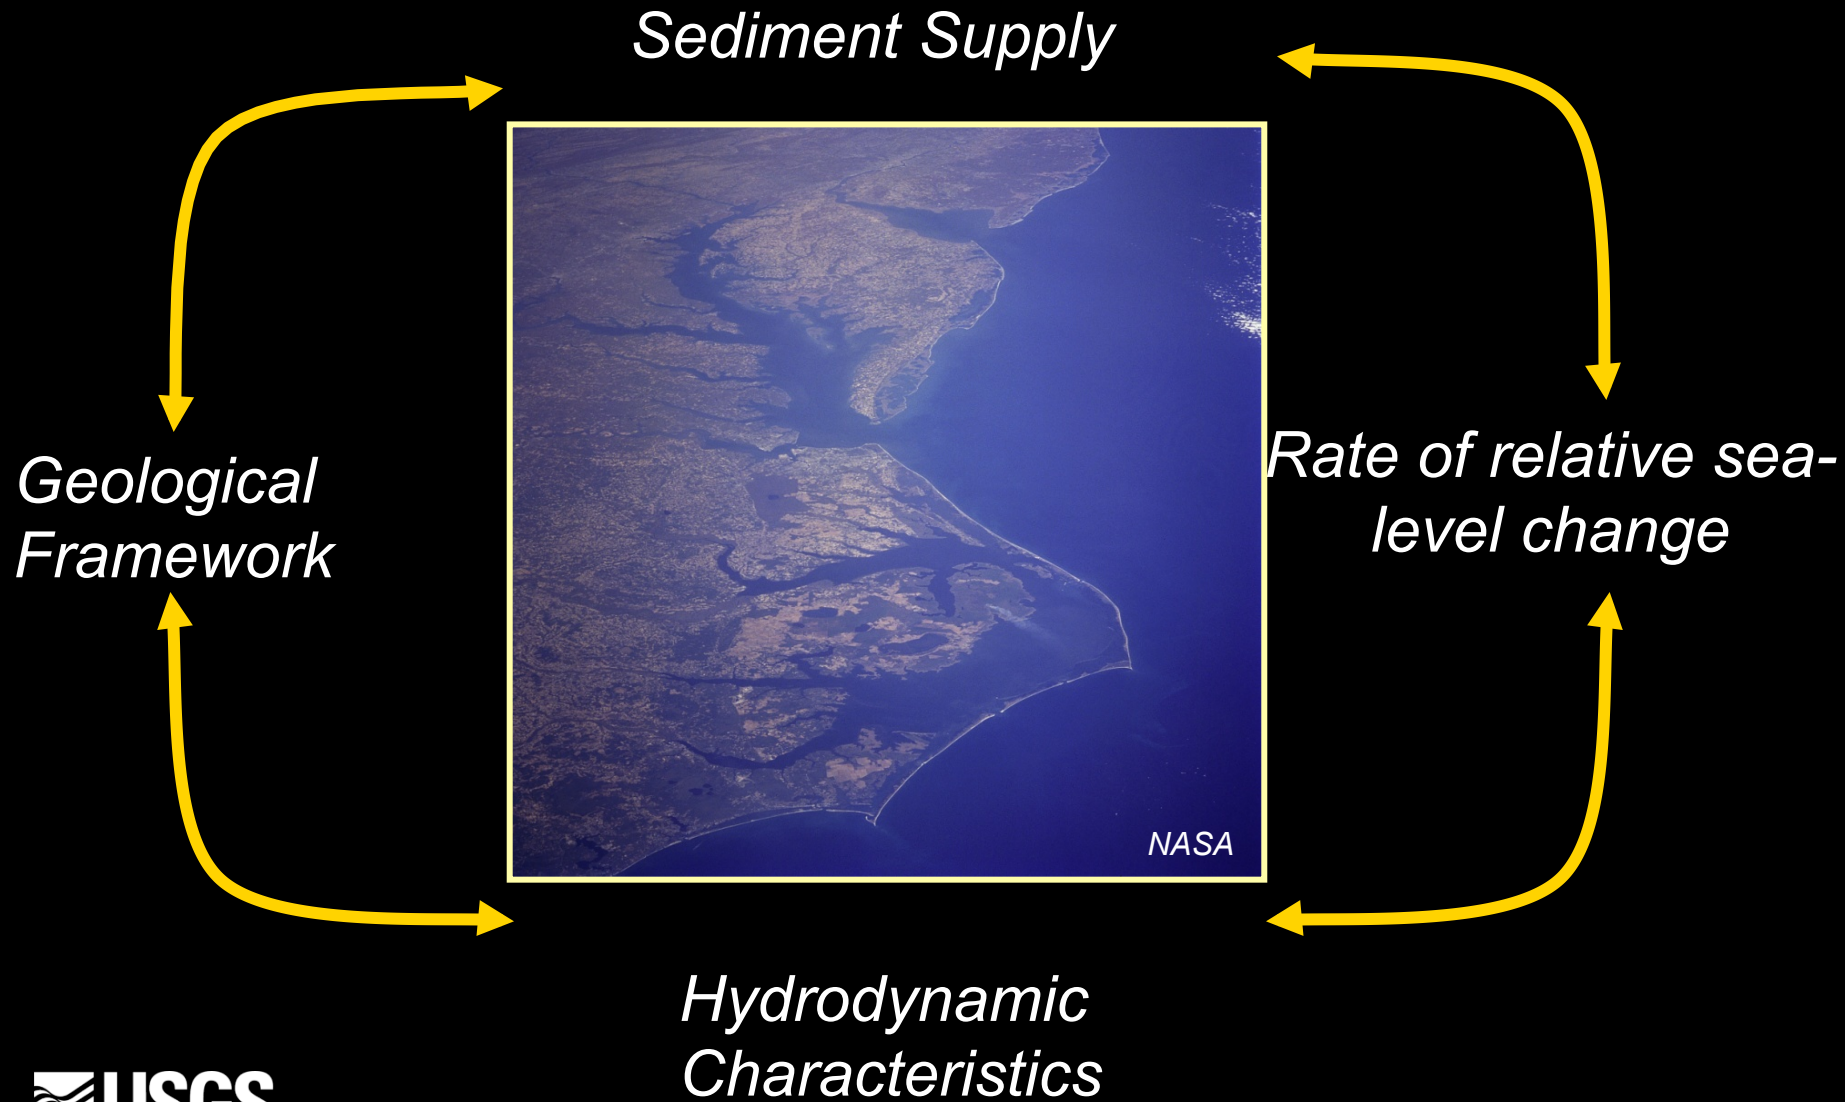 Sediment Supply
Geological
Framework
Rate of relative sea-
level change
NASA
Hydrodynamic
Characteristics
USGS